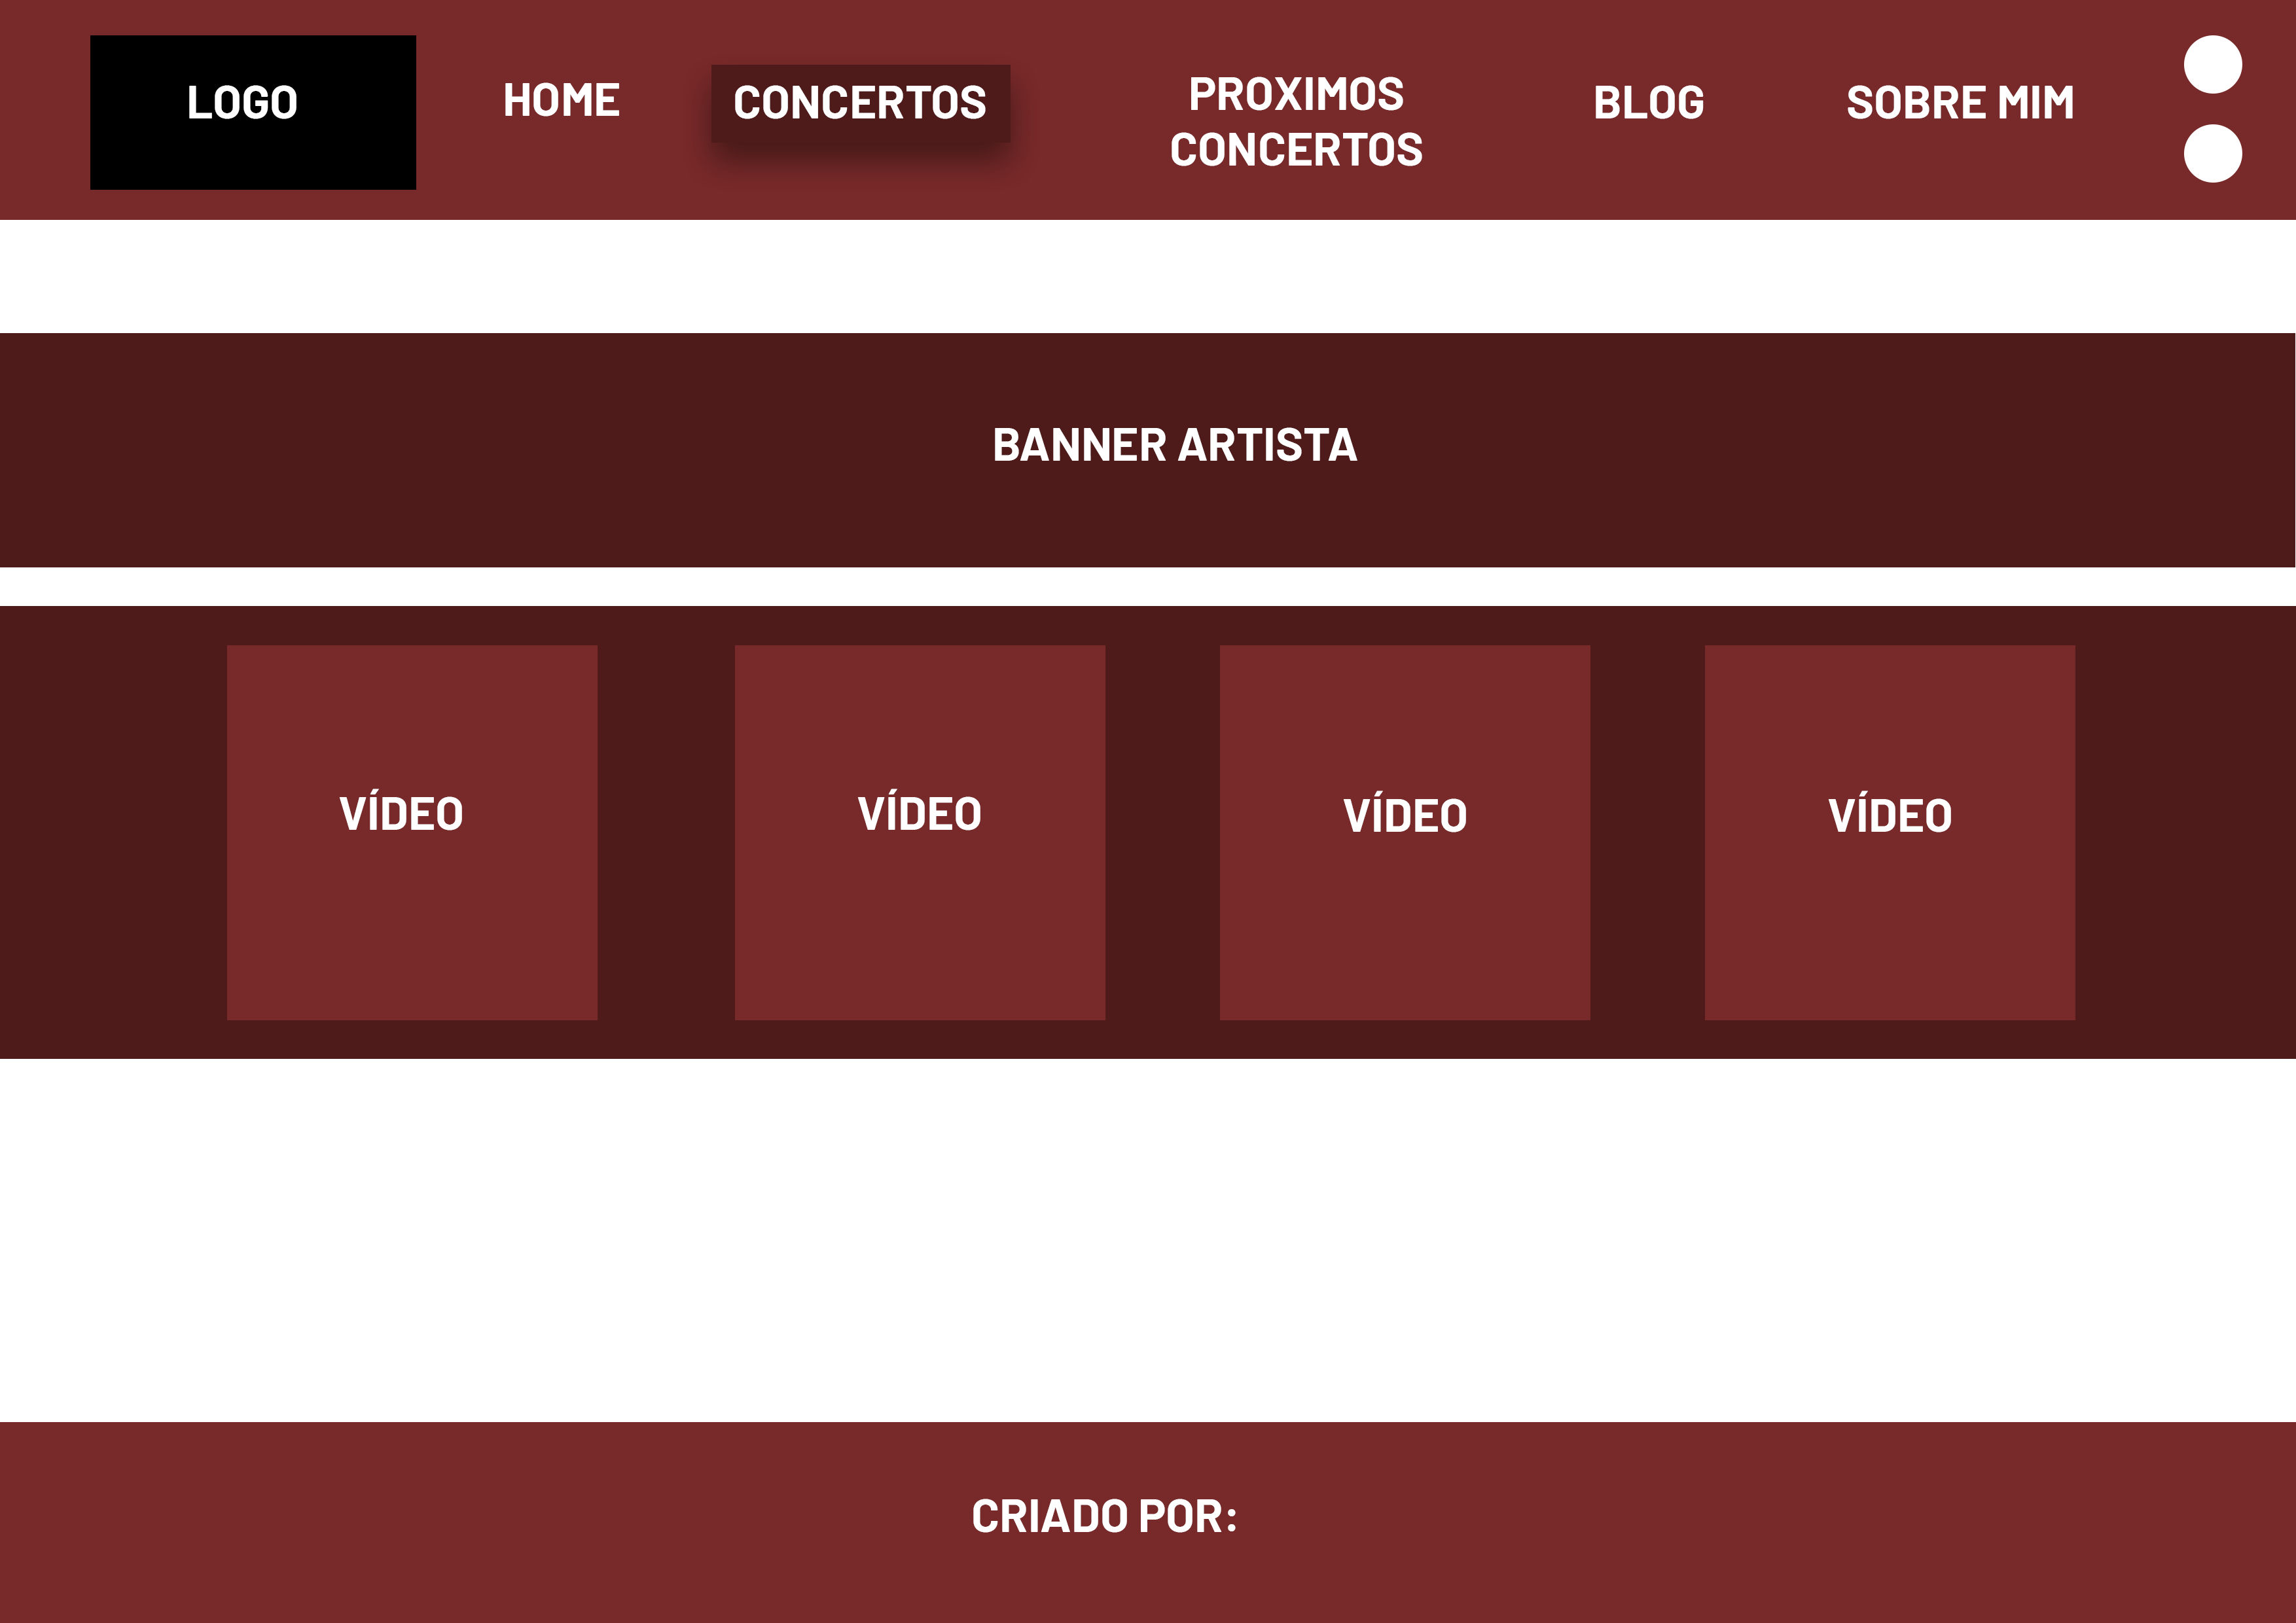 LOGO
HOME
CONCERTOS
PROXIMOS
CONCERTOS
BLOG
SOBRE MIM
BANNER ARTISTA
VÍDEO
VÍDEO
VÍDEO
VÍDEO
CRIADO POR: